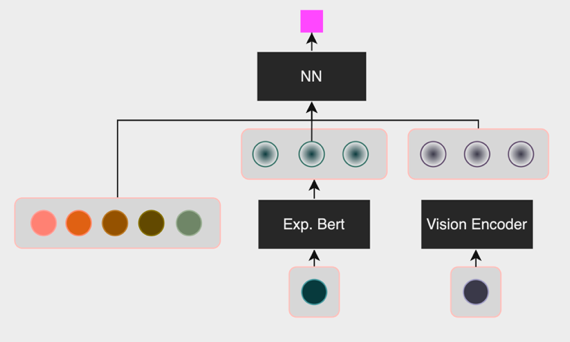 NN
Exp. Bert
Vision Encoder